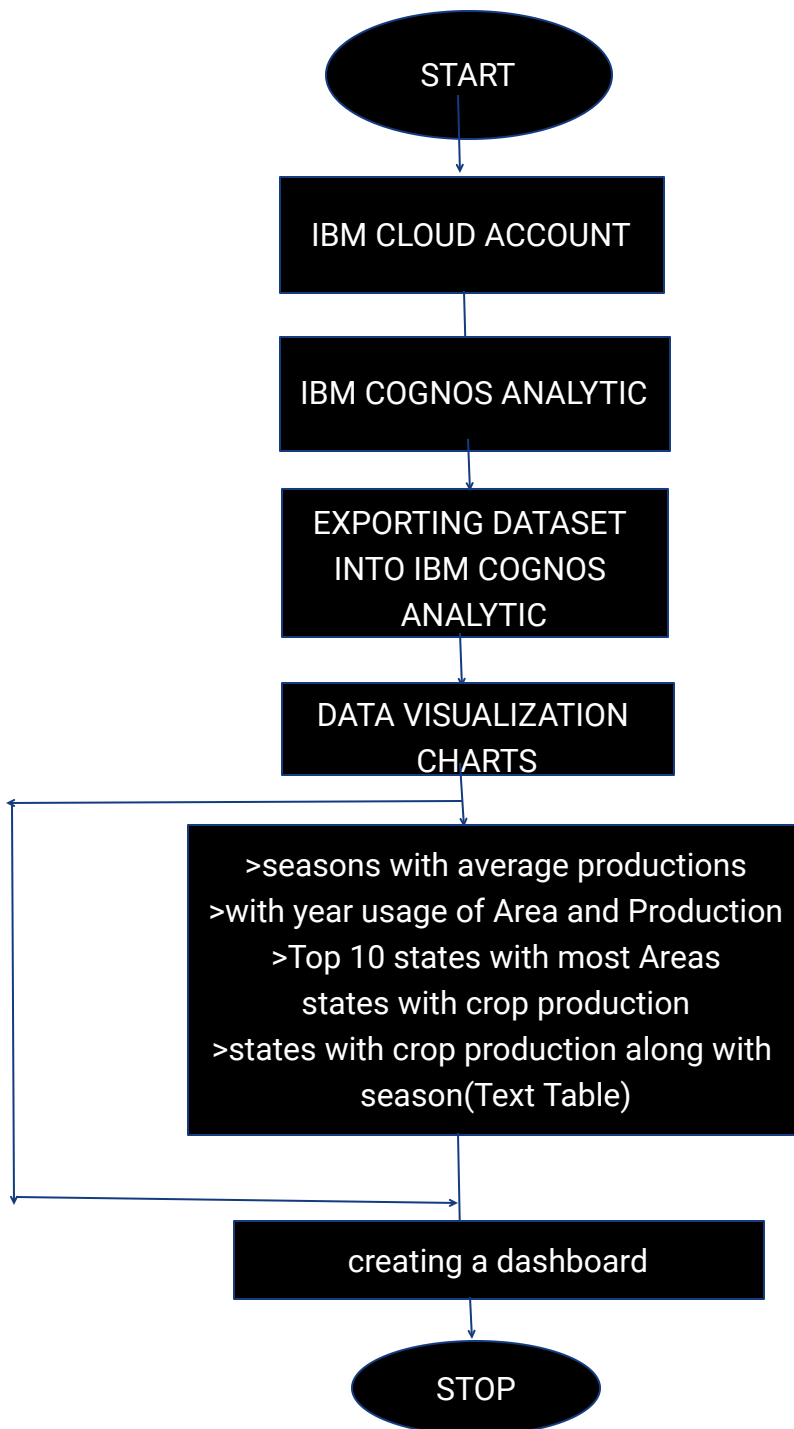 START
IBM CLOUD ACCOUNT
IBM COGNOS ANALYTIC
EXPORTING DATASET
INTO IBM COGNOS
ANALYTIC
DATA VISUALIZATION
CHARTS
>seasons with average productions
>with year usage of Area and Production
>Top 10 states with most Areas
states with crop production
>states with crop production along with
season(Text Table)
creating a dashboard
STOP